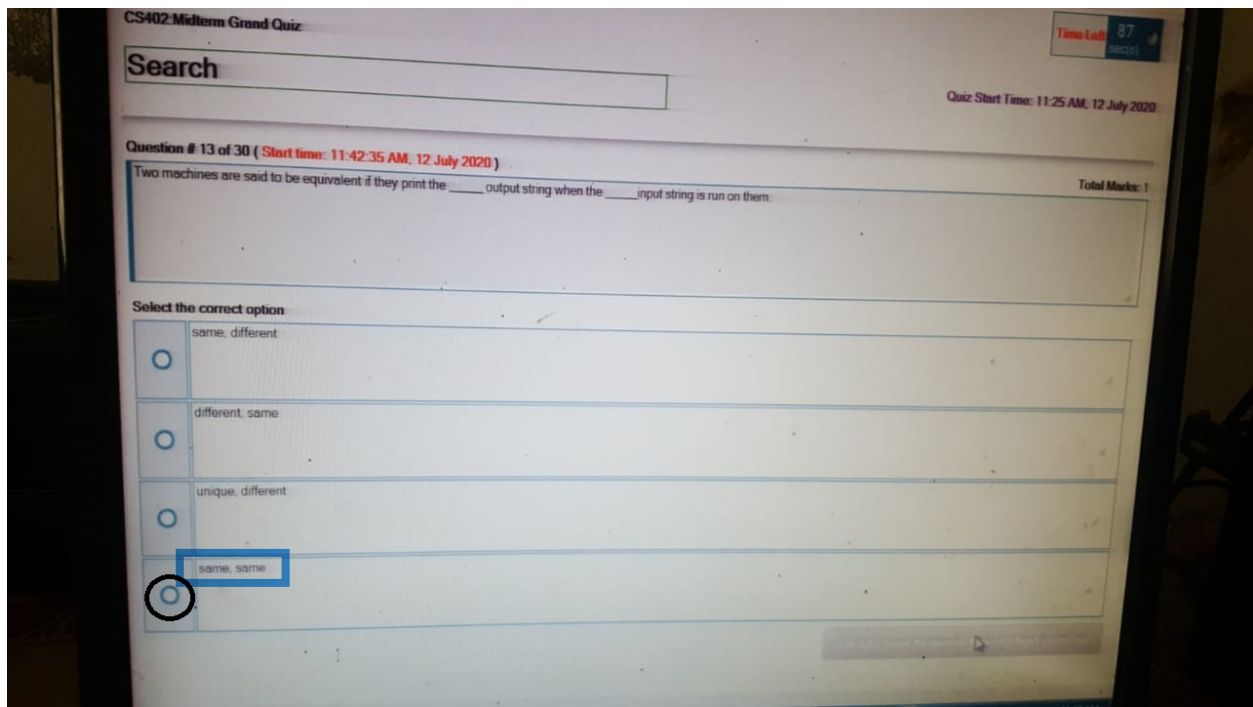 CS402:Midterm Grand Quiz
Time Left 87
sec(s)
Search
Quiz Start Time: 11:25 AM, 12 July 2020
Question # 13 of 30 ( Start time: 11:42:35 AM, 12 July 2020 )
Total Marks: 1
Two machines are said to be equivalent if they print the _____ output string when the _____input string is run on them.
Select the correct option
same, different
different, same
unique, different
same, same